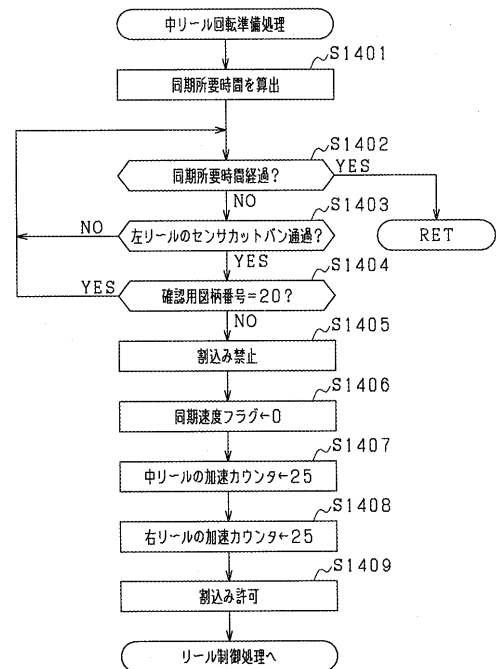 中リール回転準備処理
S1401
同期所要時間を算出
S1402
同期所要時間経過?
YES
NO
S1403
左リールのセンサカットバン通過?
NO
RET
YES
S1404
確認用図柄番号=20?
YES
NO
S1405
割込み禁止
S1406
同期速度フラグ←0
S1407
中リールの加速カウンタ←25
S1408
右リールの加速カウンタ←25
S1409
割込み許可
リール制御処理へ